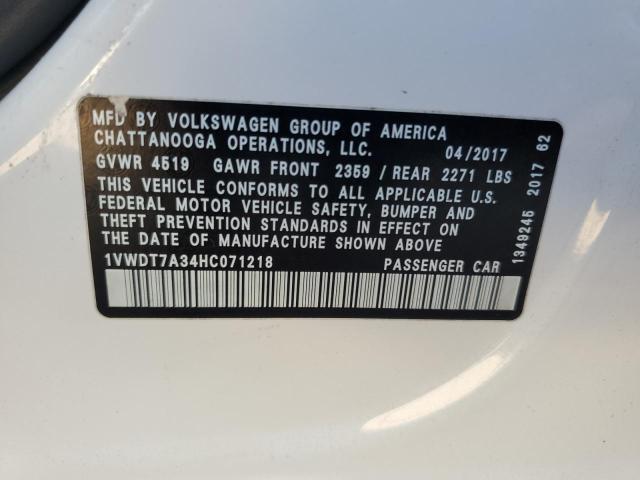 MFD BY VOLKSWAGEN GROUP OF AMERICA
CHATTANOOGA OPERATIONS, LLC. 04/2017
GVWR 4519 GAWR FRONT 2359 / REAR 2271 LBS
THIS VEHICLE CONFORMS TO ALL APPLICABLE U.S.
FEDERAL MOTOR VEHICLE SAFETY, BUMPER AND
THEFT PREVENTION STANDARDS IN EFFECT ON
THE DATE OF MANUFACTURE SHOWN ABOVE
1VWDT7A34HC071218 PASSENGER CAR
1349245 2017 62